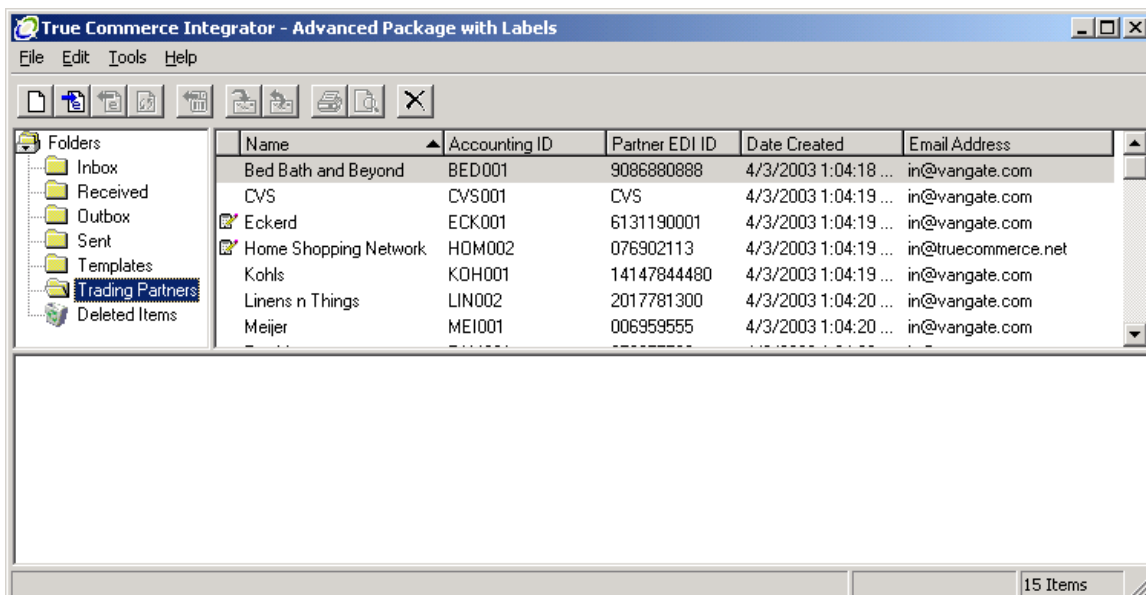 True Commerce Integrator - Advanced Package with Labels
File Edit Tools Help
Folders
Inbox
Received
Outbox
Sent
Templates
Trading Partners
Deleted Items
Name Accounting ID Partner EDI ID Date Created Email Address
Bed Bath and Beyond BED001 9086880888 4/3/2003 1:04:18 ... in@vangate.com
CVS CVS001 CVS 4/3/2003 1:04:19 ... in@vangate.com
Eckerd ECK001 6131190001 4/3/2003 1:04:19 ... in@vangate.com
Home Shopping Network HOM002 076902113 4/3/2003 1:04:19 ... in@truecommerce.net
Kohls KOH001 14147844480 4/3/2003 1:04:19 ... in@vangate.com
Linens n Things LIN002 2017781300 4/3/2003 1:04:20 ... in@vangate.com
Meijer MEI001 006959555 4/3/2003 1:04:20 ... in@vangate.com
15 Items